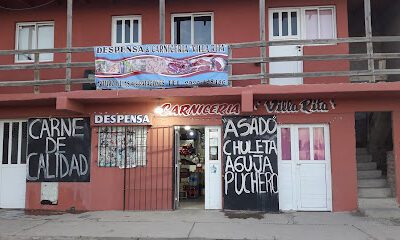 DESPENSA & CARNICERIA VILLA RITA
DESPENSA
CARNICERIA
Villa Rita
CARNE
DE
CALIDAD
"ASADO"
CHULETA
AGUJA
PUCHERO